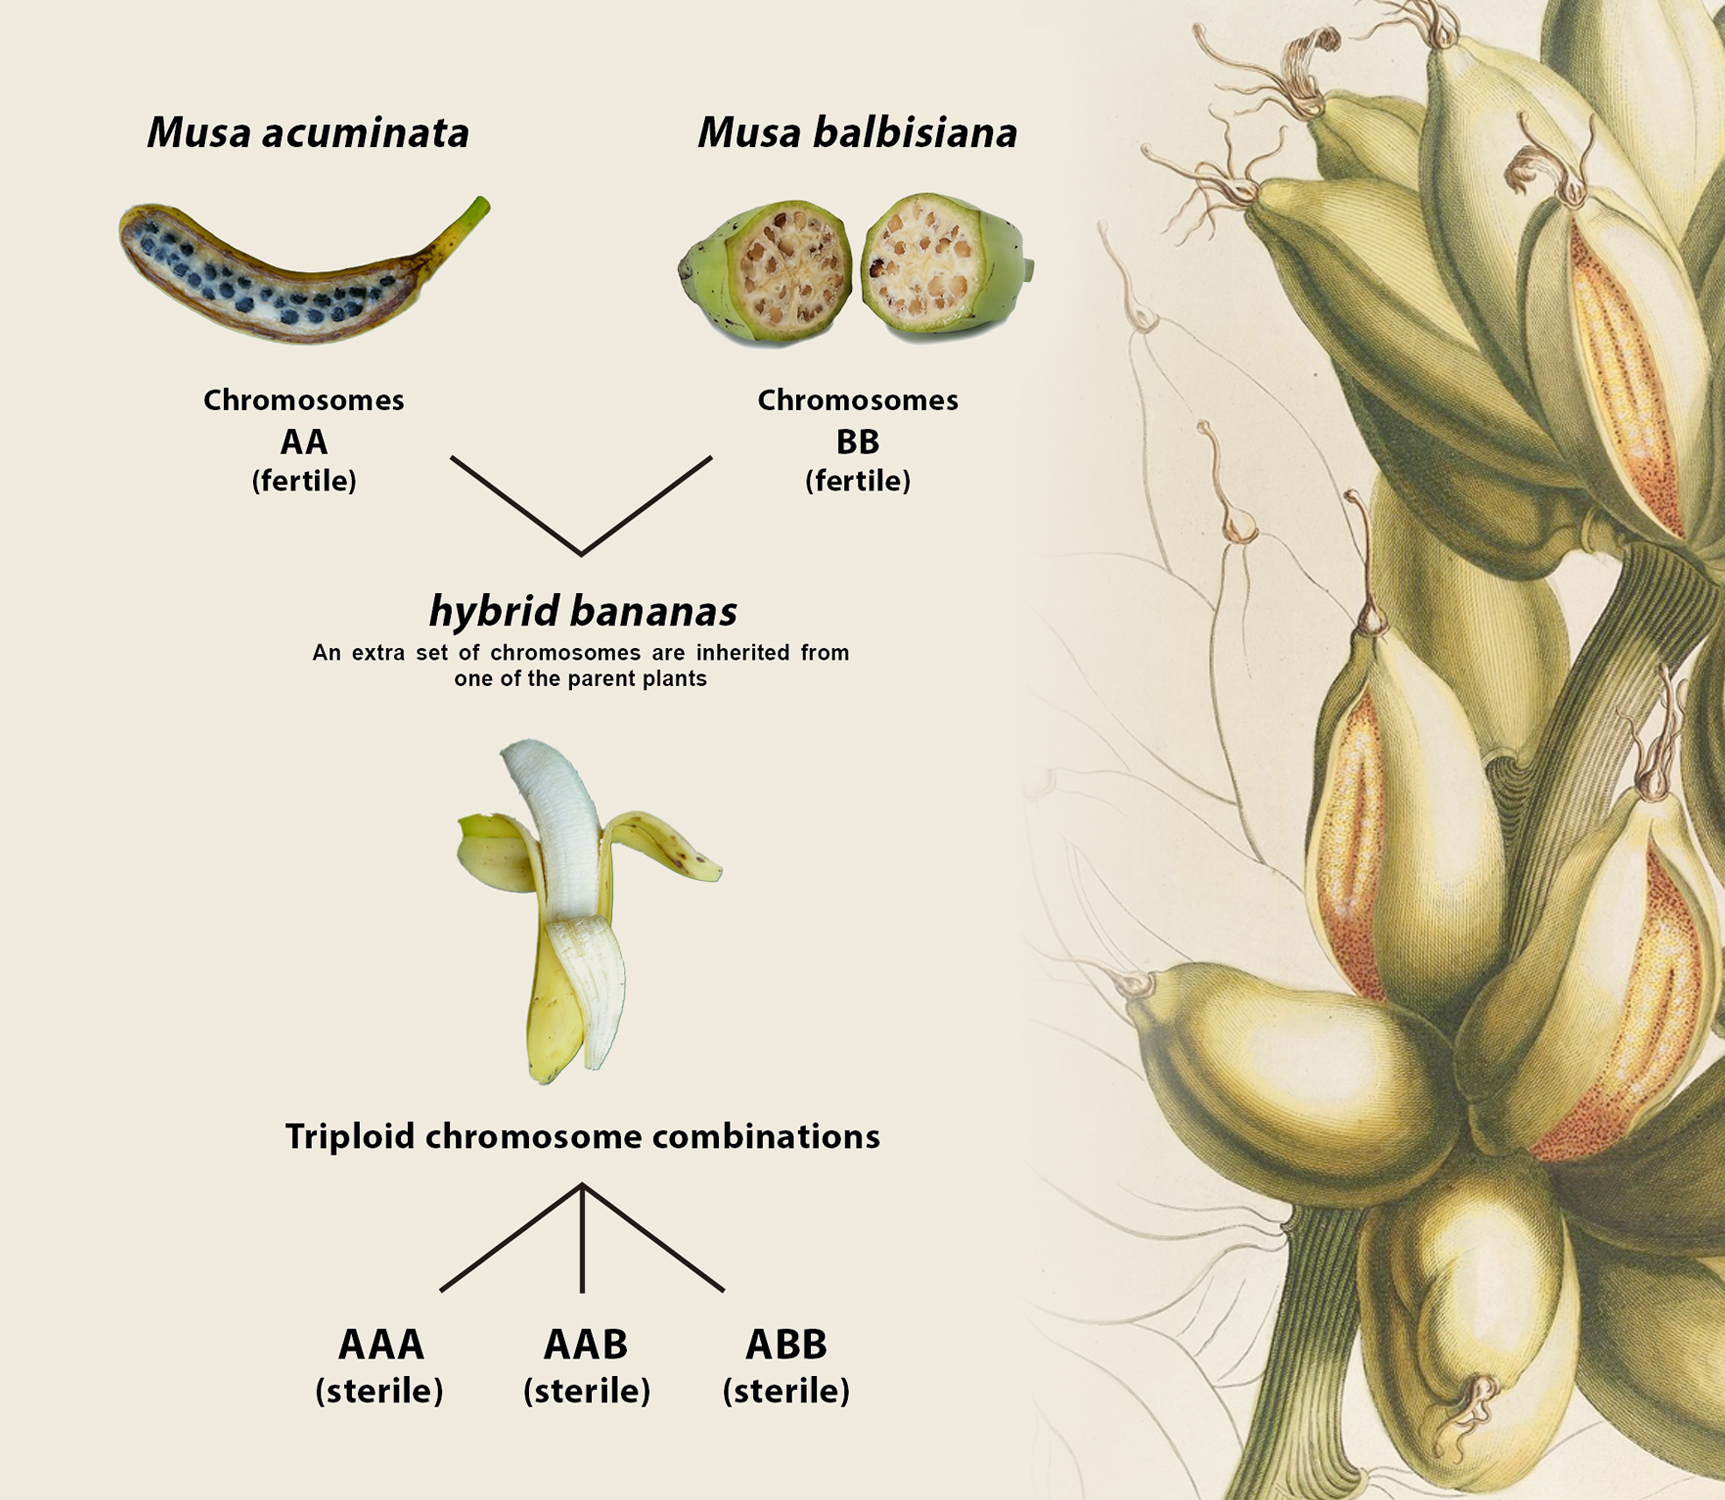 Musa acuminata
Musa balbisiana
Chromosomes
AA
(fertile)
Chromosomes
BB
(fertile)
hybrid bananas
An extra set of chromosomes are inherited from
one of the parent plants
Triploid chromosome combinations
AAA
(sterile)
AAB
(sterile)
ABB
(sterile)